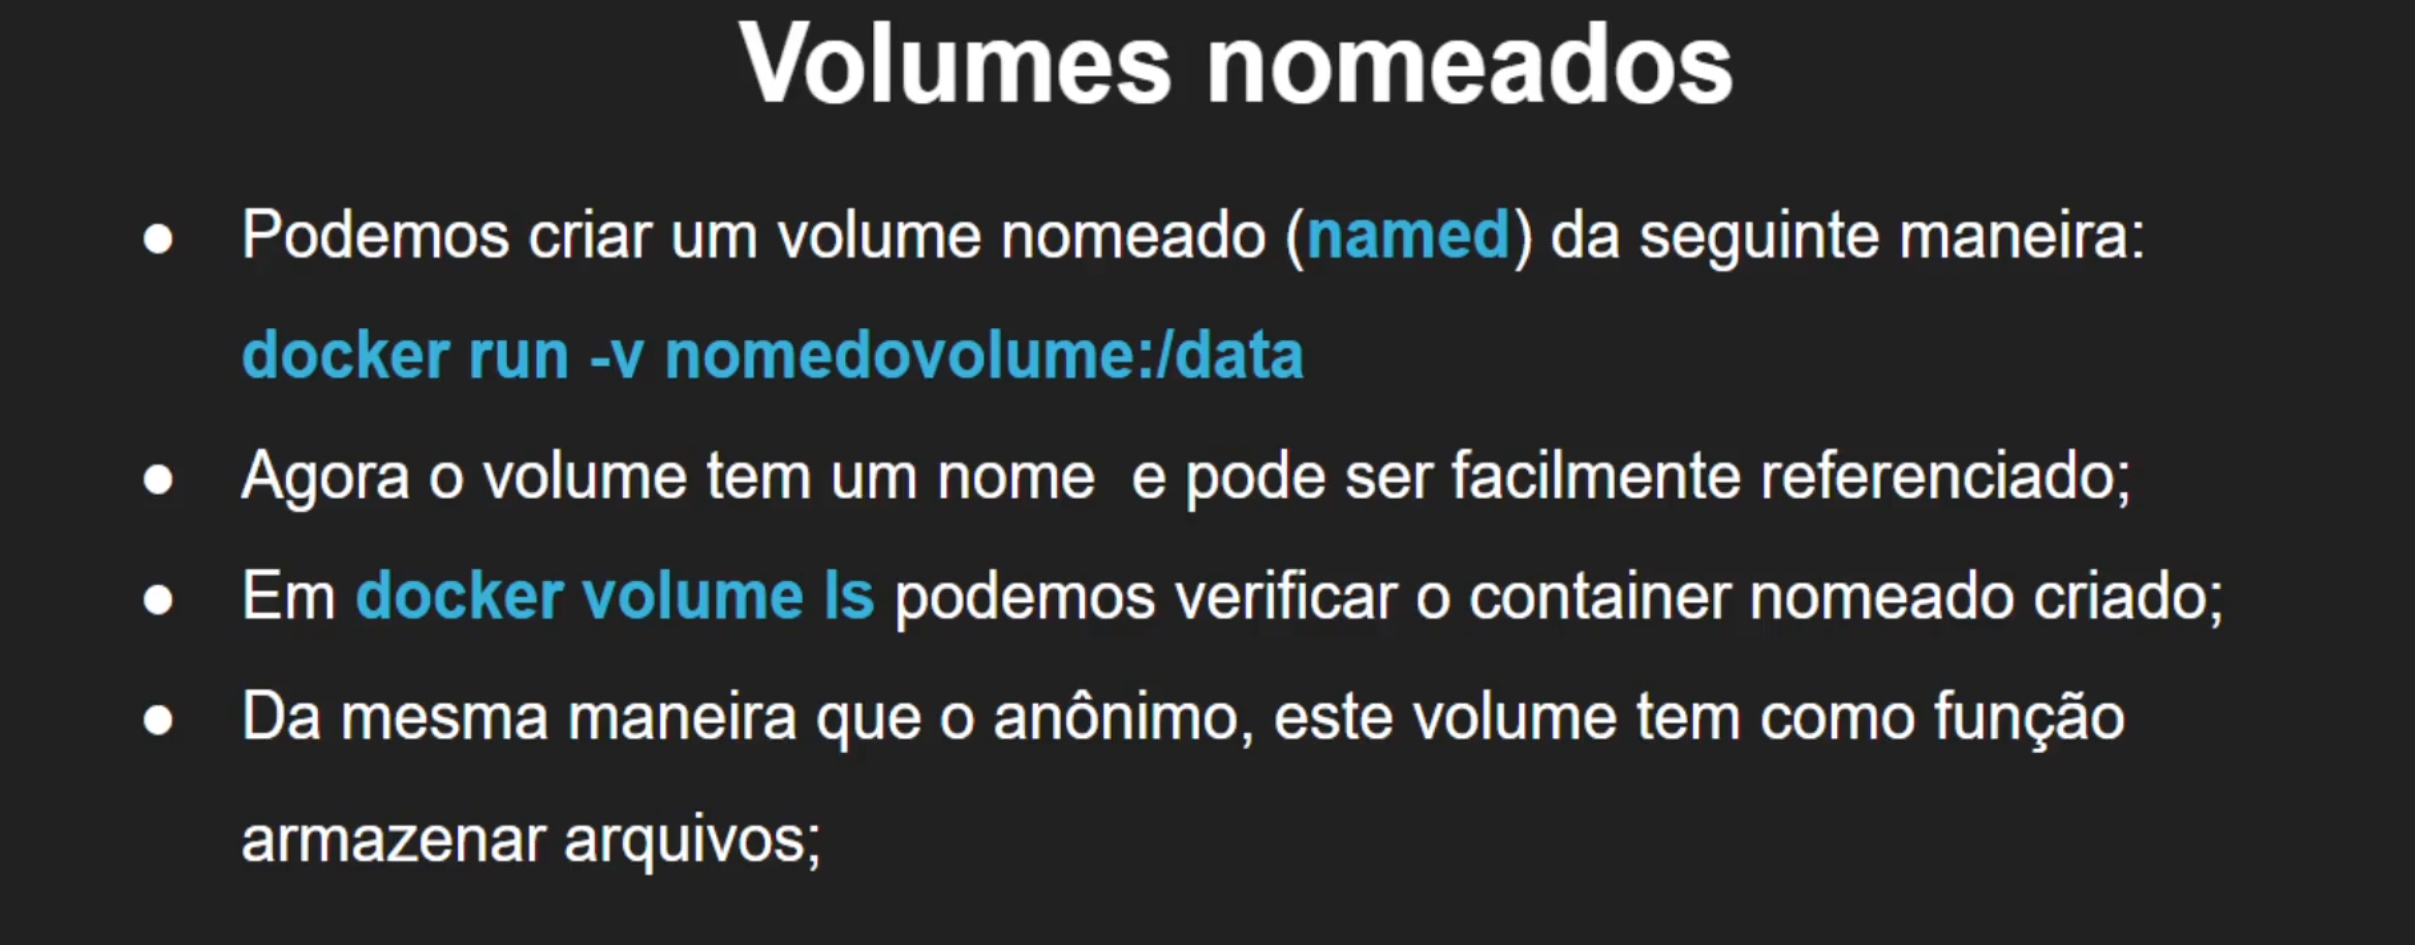 Volumes nomeados
● Podemos criar um volume nomeado (named) da seguinte maneira:
docker run -v nomedovolume:/data
● Agora o volume tem um nome  e pode ser facilmente referenciado;
● Em docker volume ls podemos verificar o container nomeado criado;
● Da mesma maneira que o anônimo, este volume tem como função
armazenar arquivos;